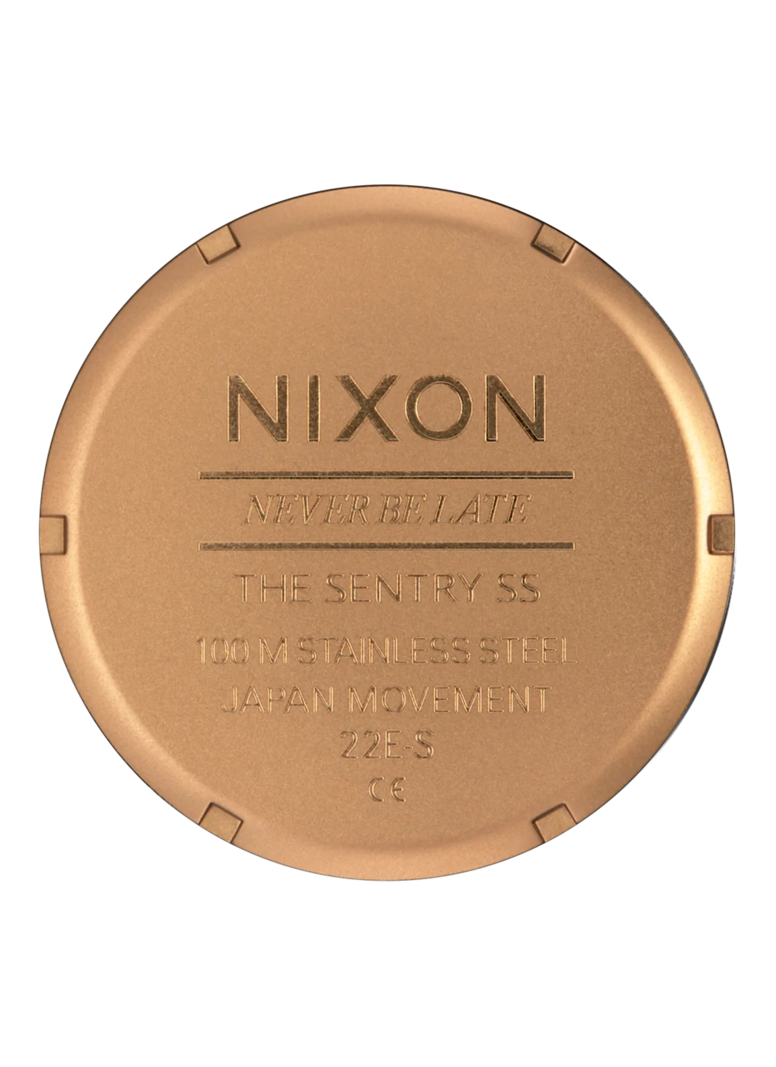 NIXON
NEVER BE LATE
THE SENTRY SS
100 M STAINLESS STEEL
JAPAN MOVEMENT
22E-S
CE